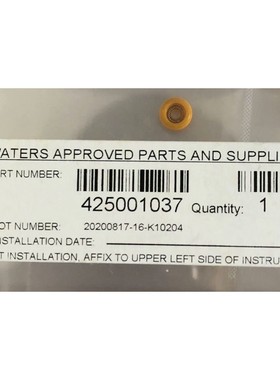 WATERS APPROVED PARTS AND SUPPLI
ART NUMBER:
425001037 Quantity: 1
OT NUMBER: 20200817-16-K10204
INSTALLATION DATE:
T INSTALLATION, AFFIX TO UPPER LEFT SIDE OF INSTRU